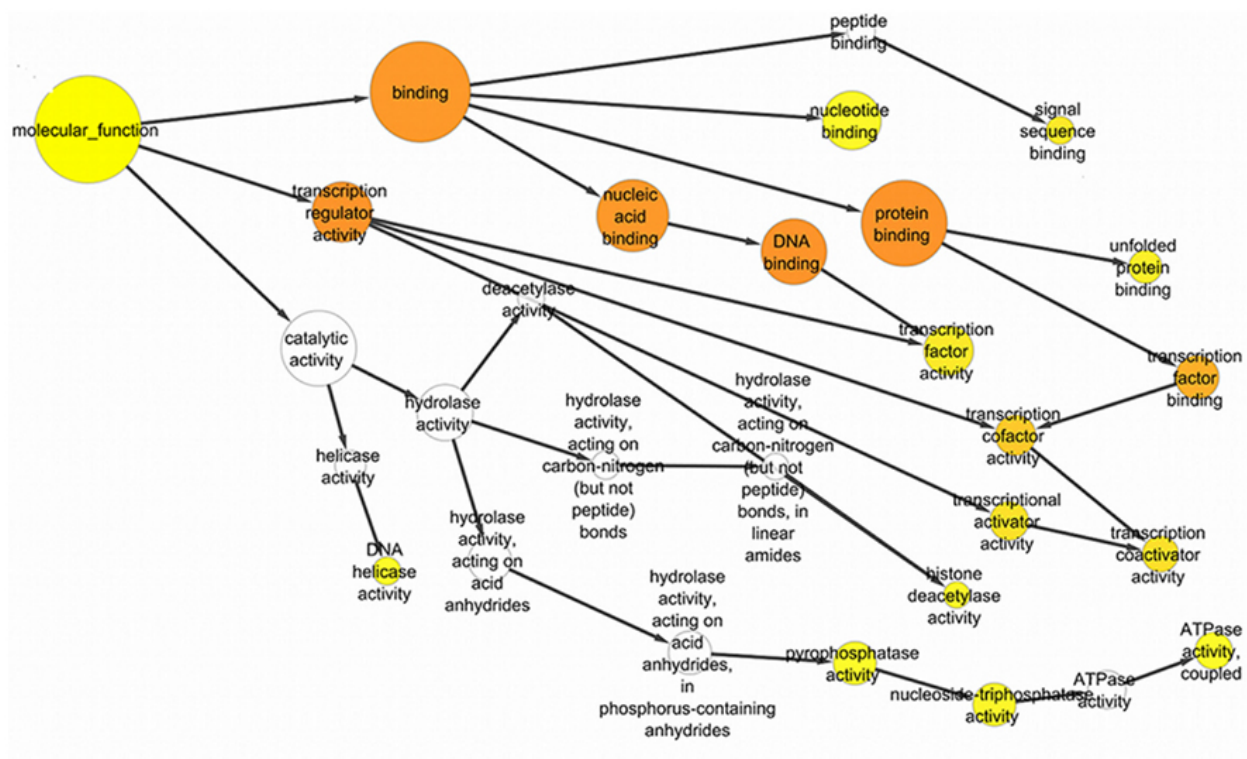 peptide
binding
binding
molecular_function
nucleotide
binding
signal
sequence
binding
transcription
regulator
activity
nucleic
acid
binding
protein
binding
DNA
binding
unfolded
protein
binding
deacetylase
activity
catalytic
activity
transcription
factor
activity
transcription
factor
binding
hydrolase
activity
hydrolase
activity,
acting on
carbon-nitrogen
(but not
peptide)
bonds
hydrolase
activity,
acting on
carbon-nitrogen
(but not
peptide)
bonds, in
linear
amides
transcription
cofactor
activity
helicase
activity
transcriptional
activator
activity
transcription
coactivator
activity
DNA
helicase
activity
hydrolase
activity,
acting on
acid
anhydrides
histone
deacetylase
activity
hydrolase
activity,
acting on
acid
anhydrides,
in
phosphorus-containing
anhydrides
pyrophosphatase
activity
nucleoside-triphosphatase
activity
ATPase
activity
ATPase
activity,
coupled